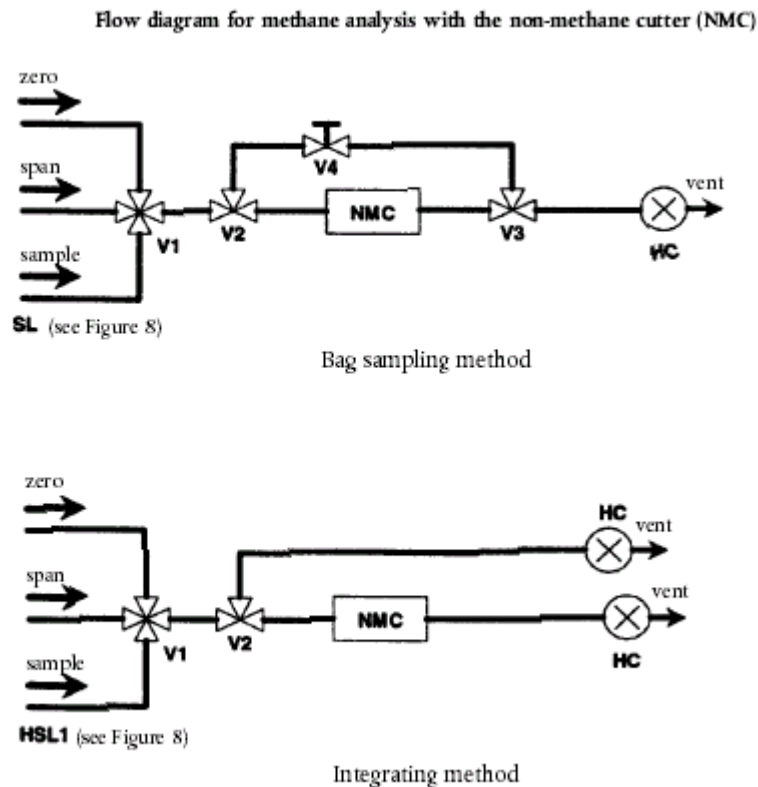 Flow diagram for methane analysis with the non-methane cutter (NMC)
zero
V4
span
vent
NMC
V1
V2
V3
HC
sample
SL (see Figure 8)
Bag sampling method
zero
HC
vent
span
vent
NMC
V1
V2
HC
sample
HSL1 (see Figure 8)
Integrating method